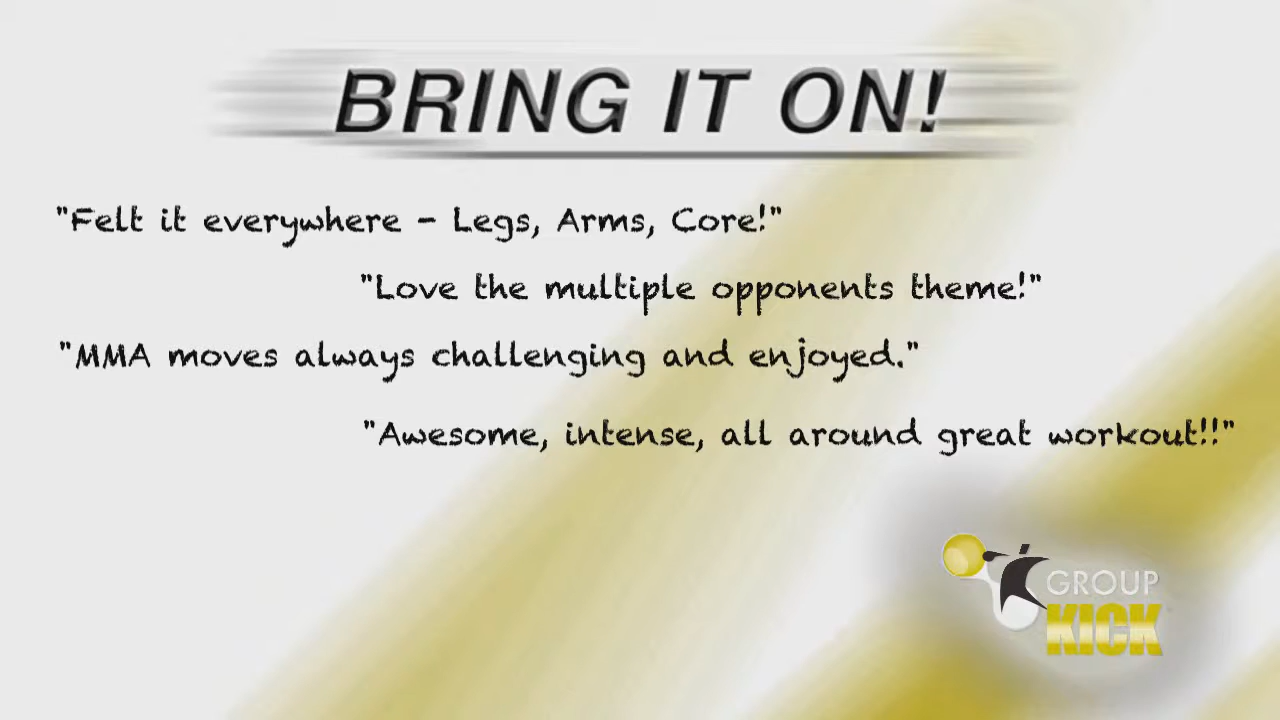 BRING IT ON!
"Felt it everywhere - Legs, Arms, Core!"
"Love the multiple opponents theme!"
"MMA moves always challenging and enjoyed."
"Awesome, intense, all around great workout!!"
GROUP
KICK